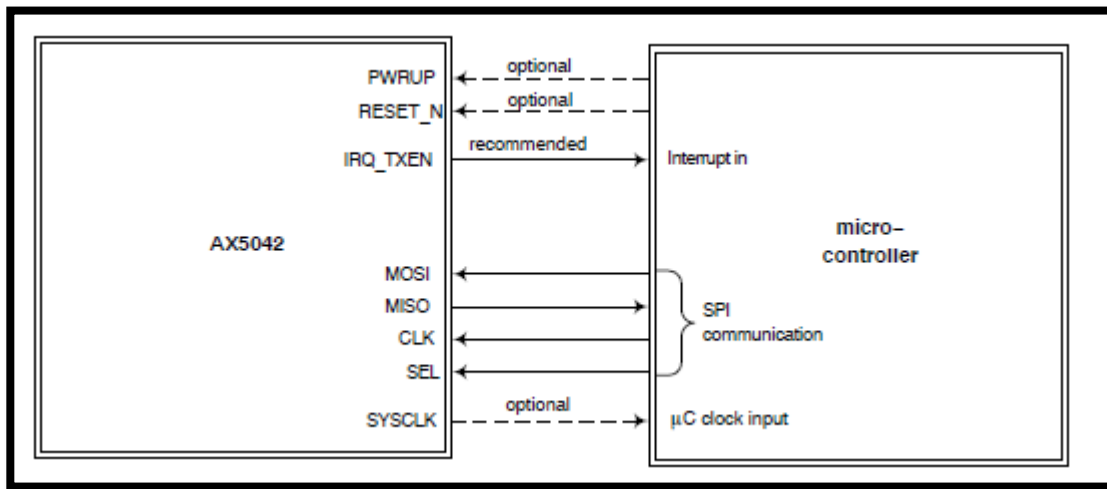 PWRUP
optional
RESET_N
optional
IRQ_TXEN
recommended
Interrupt in
AX5042
micro–
controller
MOSI
MISO
CLK
SEL
SPI
communication
SYSCLK
optional
μC clock input